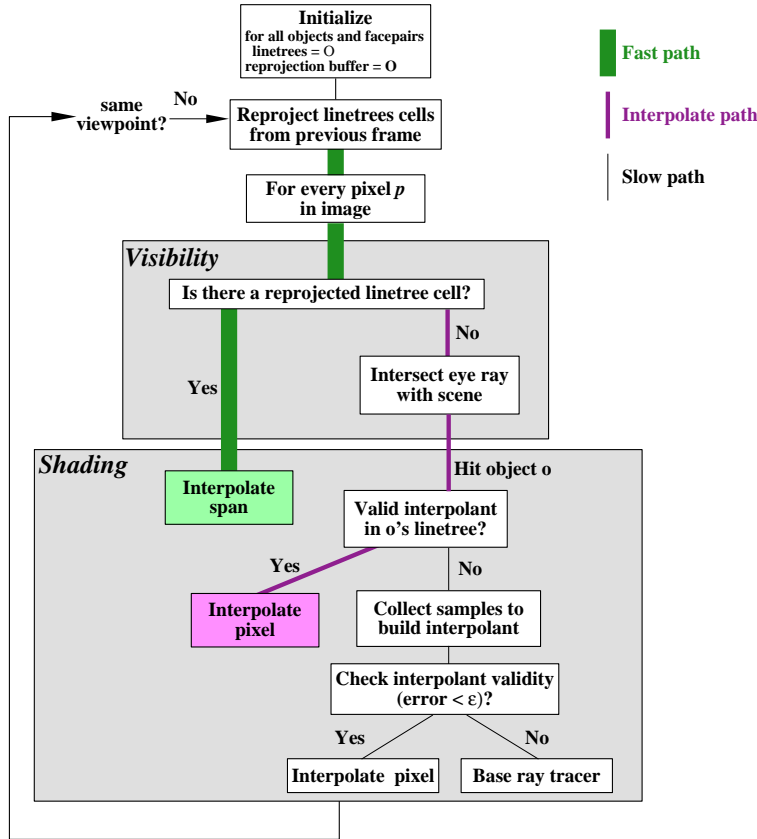 Initialize
for all objects and facepairs
linetrees = O
reprojection buffer = O
same
viewpoint?
No
Reproject linetrees cells
from previous frame
For every pixel p
in image
Fast path
Interpolate path
Slow path
Visibility
Is there a reprojected linetree cell?
Yes
No
Intersect eye ray
with scene
Shading
Hit object o
Interpolate
span
Valid interpolant
in o's linetree?
Yes
No
Interpolate
pixel
Collect samples to
build interpolant
Check interpolant validity
(error < ε)?
Yes
No
Interpolate pixel
Base ray tracer